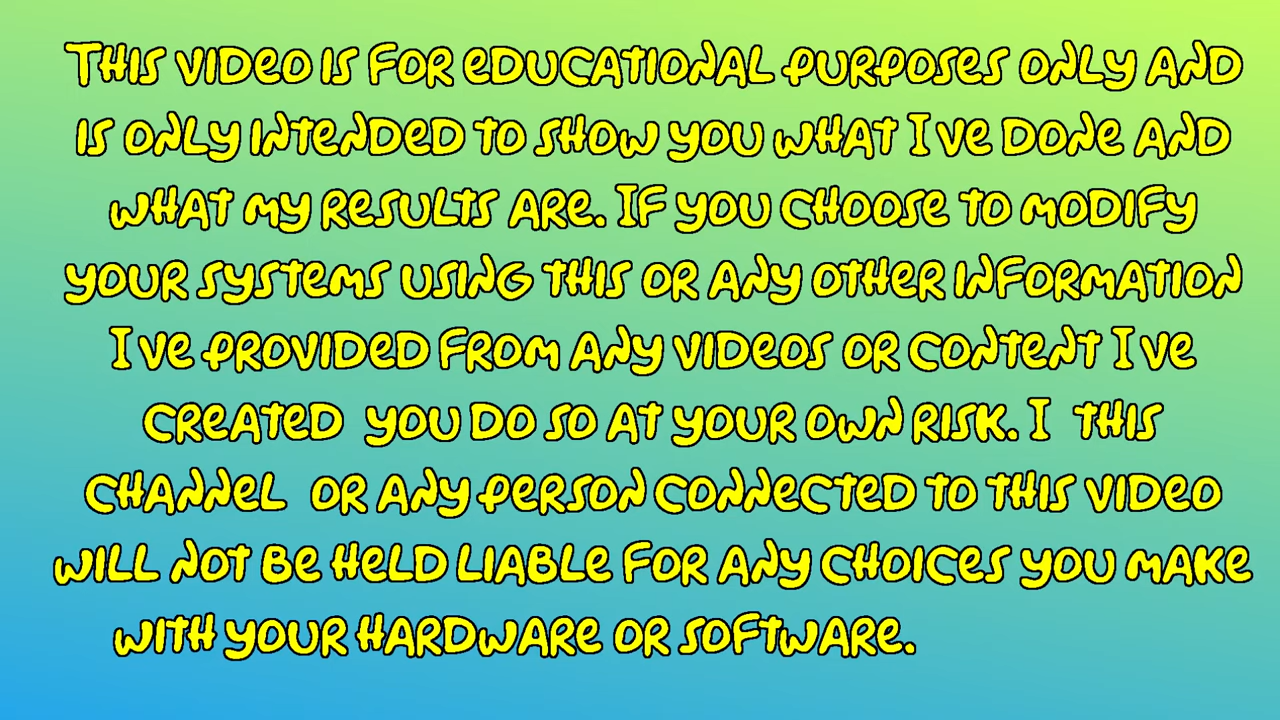 This video is for educational purposes only and
is only intended to show you what I've done and
what my results are. If you choose to modify
your systems using this or any other information
I've provided from any videos or content I've
created you do so at your own risk. I this
channel or any person connected to this video
will not be held liable for any choices you make
with your hardware or software.